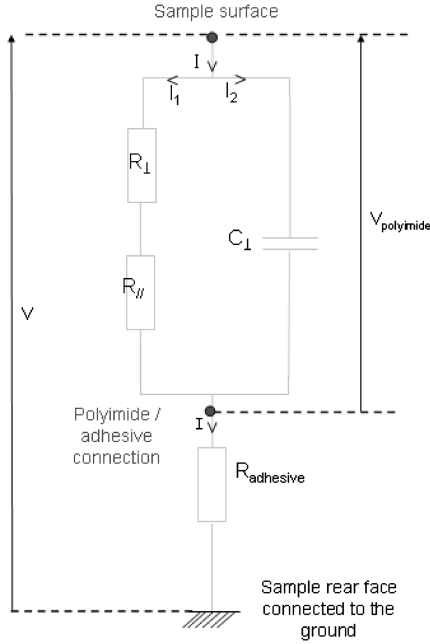 Sample surface
I
I1 I2
R⊥
C⊥
Vpolyimide
R//
V
Polyimide /
adhesive
connection
I
Radhesive
Sample rear face
connected to the
ground